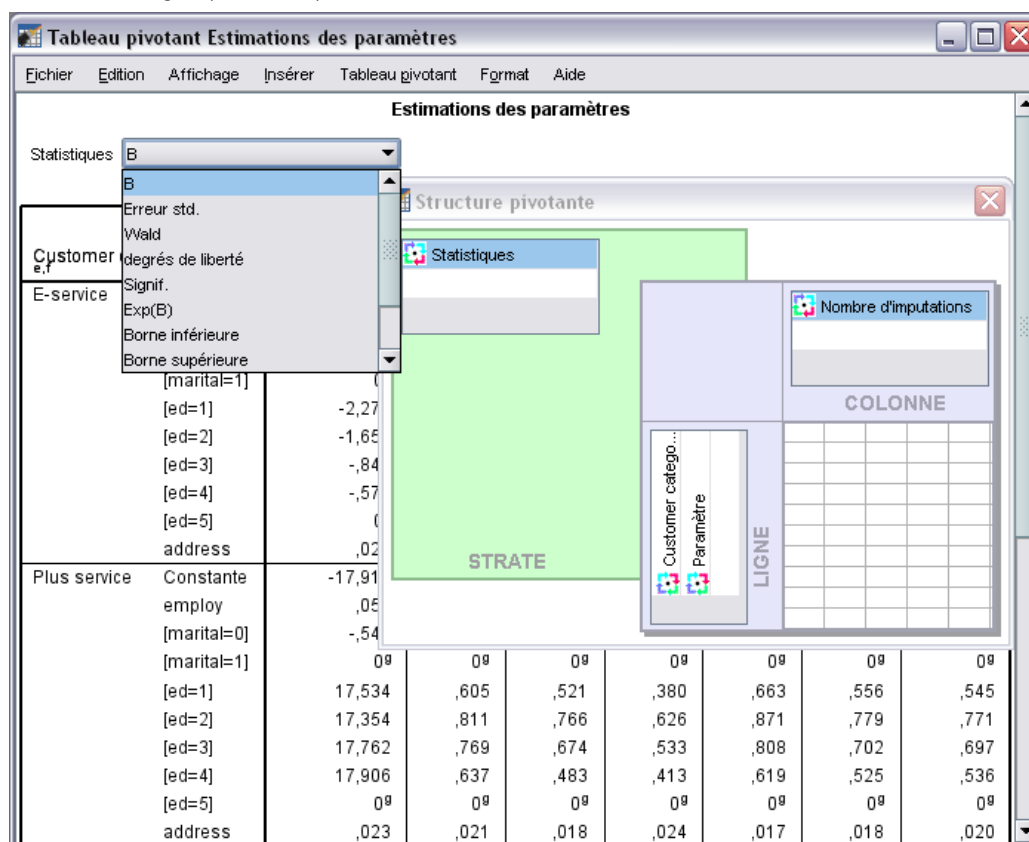 Tableau pivotant Estimations des paramètres
Fichier Edition Affichage Insérer Tableau pivotant Format Aide
Estimations des paramètres
Statistiques B
B
Erreur std.
Wald
degrés de liberté
Signif.
Exp(B)
Borne inférieure
Borne supérieure
Structure pivotante
Statistiques
STRATE
Nombre d'imputations
COLONNE
Customer catego...
Paramètre
LIGNE
Customer
e,f
E-service
[marital=1]
[ed=1] -2,27
[ed=2] -1,65
[ed=3] -,84
[ed=4] -,57
[ed=5]
address ,02
Plus service Constante -17,91
employ ,05
[marital=0] -,54
[marital=1] 0g 0g 0g 0g 0g 0g 0g
[ed=1] 17,534 ,605 ,521 ,380 ,663 ,556 ,545
[ed=2] 17,354 ,811 ,766 ,626 ,871 ,779 ,771
[ed=3] 17,762 ,769 ,674 ,533 ,808 ,702 ,697
[ed=4] 17,906 ,637 ,483 ,413 ,619 ,525 ,536
[ed=5] 0g 0g 0g 0g 0g 0g 0g
address ,023 ,021 ,018 ,024 ,017 ,018 ,020